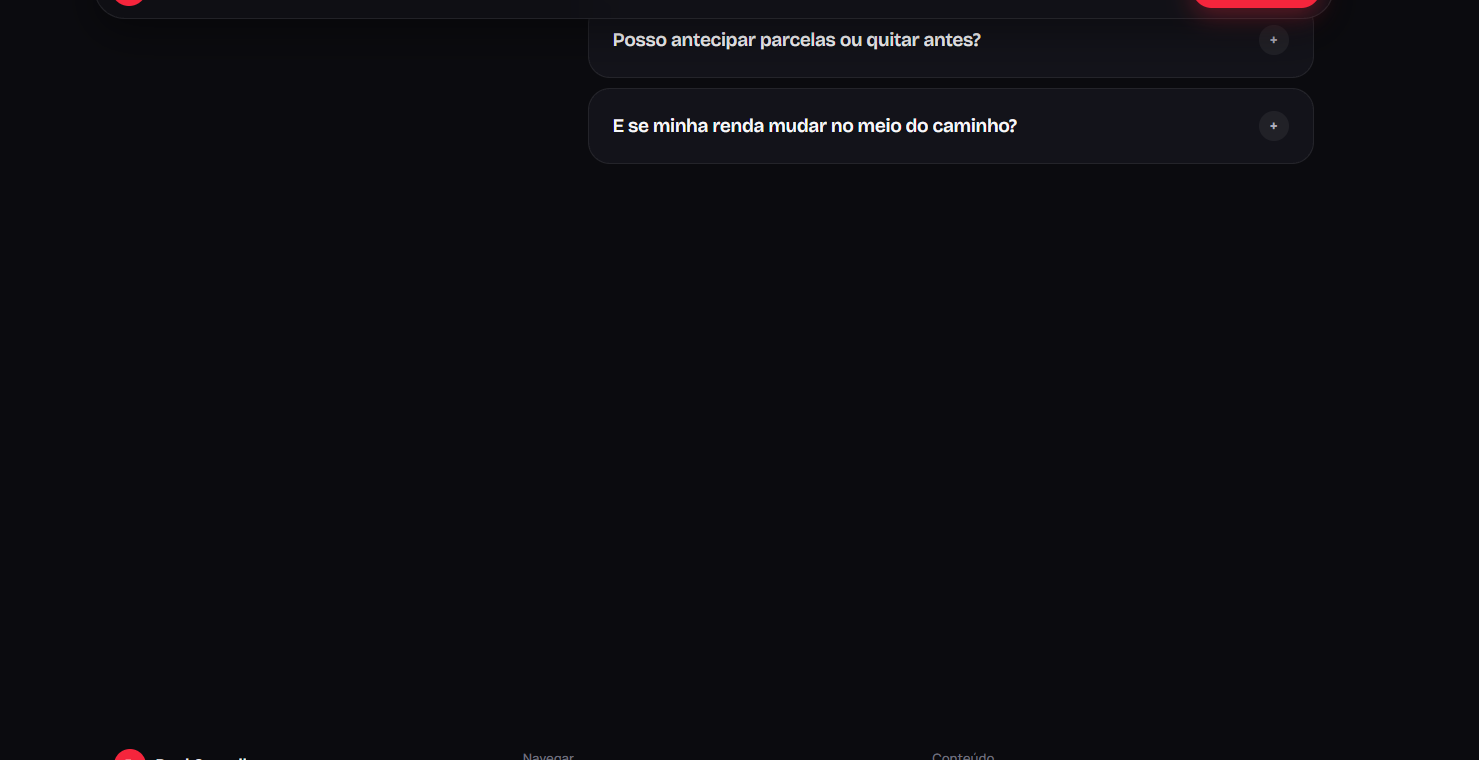 Posso antecipar parcelas ou quitar antes?
+
E se minha renda mudar no meio do caminho?
+
Navegar
Conteúdo